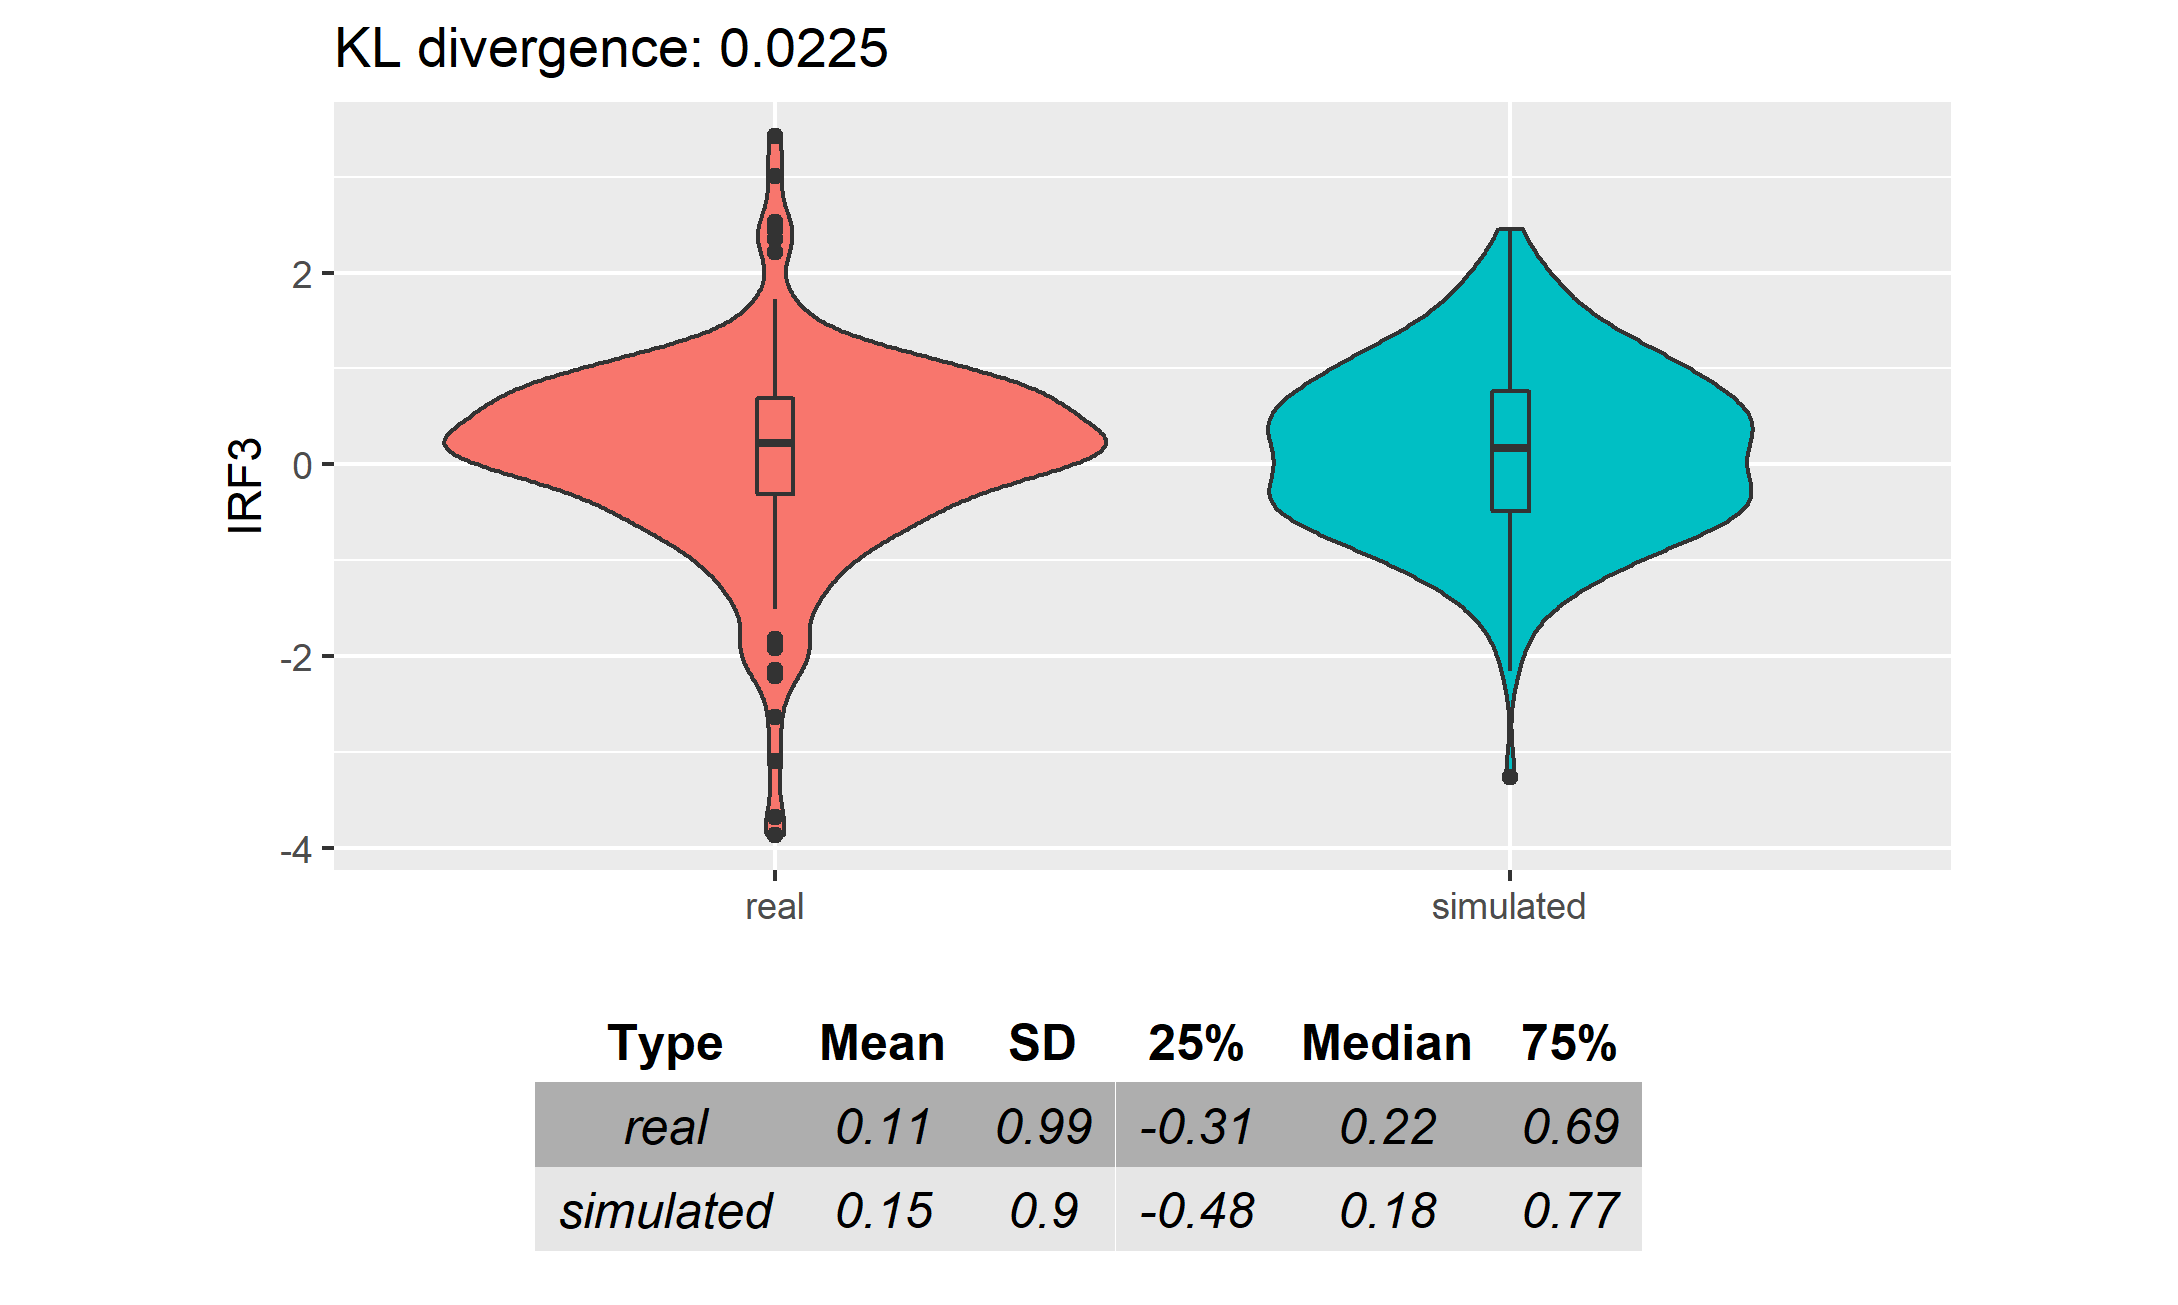 KL divergence: 0.0225
IRF3
2
0
-2
-4
real simulated
Type Mean SD 25% Median 75%
real 0.11 0.99 -0.31 0.22 0.69
simulated 0.15 0.9 -0.48 0.18 0.77